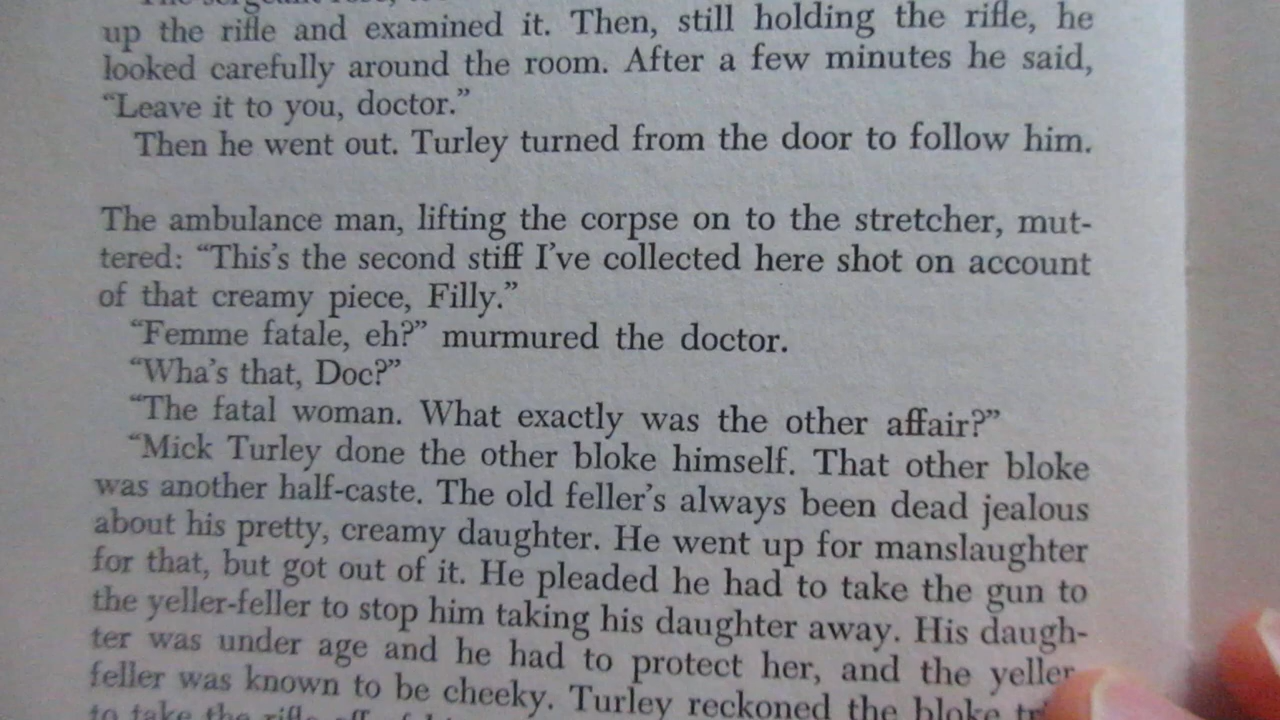 The sergeant
up the rifle and examined it. Then, still holding the rifle, he
looked carefully around the room. After a few minutes he said,
“Leave it to you, doctor.”
Then he went out. Turley turned from the door to follow him.
The ambulance man, lifting the corpse on to the stretcher, mut-
tered: “This's the second stiff I've collected here shot on account
of that creamy piece, Filly.”
“Femme fatale, eh?” murmured the doctor.
“Wha's that, Doc?”
“The fatal woman. What exactly was the other affair?”
“Mick Turley done the other bloke himself. That other bloke
was another half-caste. The old feller's always been dead jealous
about his pretty, creamy daughter. He went up for manslaughter
for that, but got out of it. He pleaded he had to take the gun to
the yeller-feller to stop him taking his daughter away. His daugh-
ter was under age and he had to protect her, and the yeller
feller was known to be cheeky. Turley reckoned the bloke
to take the rifle off